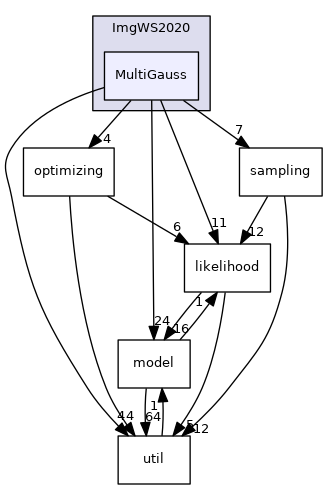 ImgWS2020
MultiGauss
4
7
optimizing
sampling
6
11
12
likelihood
1
24
16
model
1
64
44
5
12
util